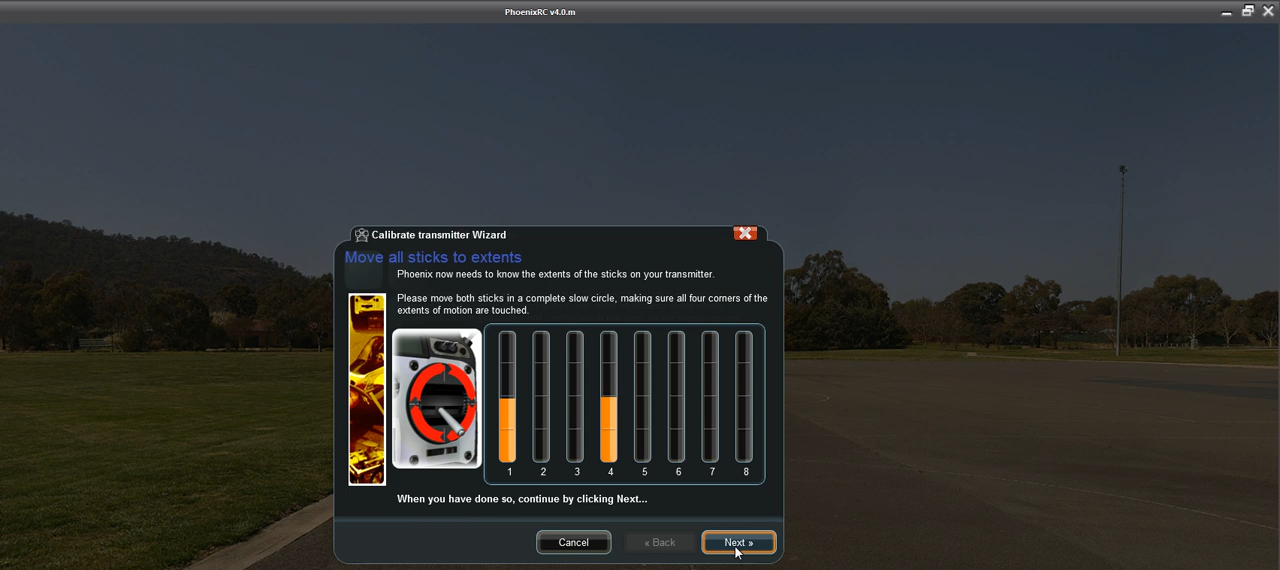 PhoenixRC v4.0.m
Calibrate transmitter Wizard
Move all sticks to extents
Phoenix now needs to know the extents of the sticks on your transmitter.
Please move both sticks in a complete slow circle, making sure all four corners of the
extents of motion are touched.
1 2 3 4 5 6 7 8
When you have done so, continue by clicking Next...
Cancel « Back Next »